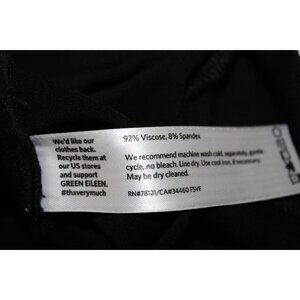 We'd like our
clothes back.
Recycle them at
our US stores
and support
GREEN EILEEN.
#thxverymuch
92% Viscose, 8% Spandex
We recommend machine wash cold, separately, gentle
cycle, no bleach. Line dry. Use cool iron, if necessary.
May be dry cleaned.
RN#78121/CA#34460 FSVF